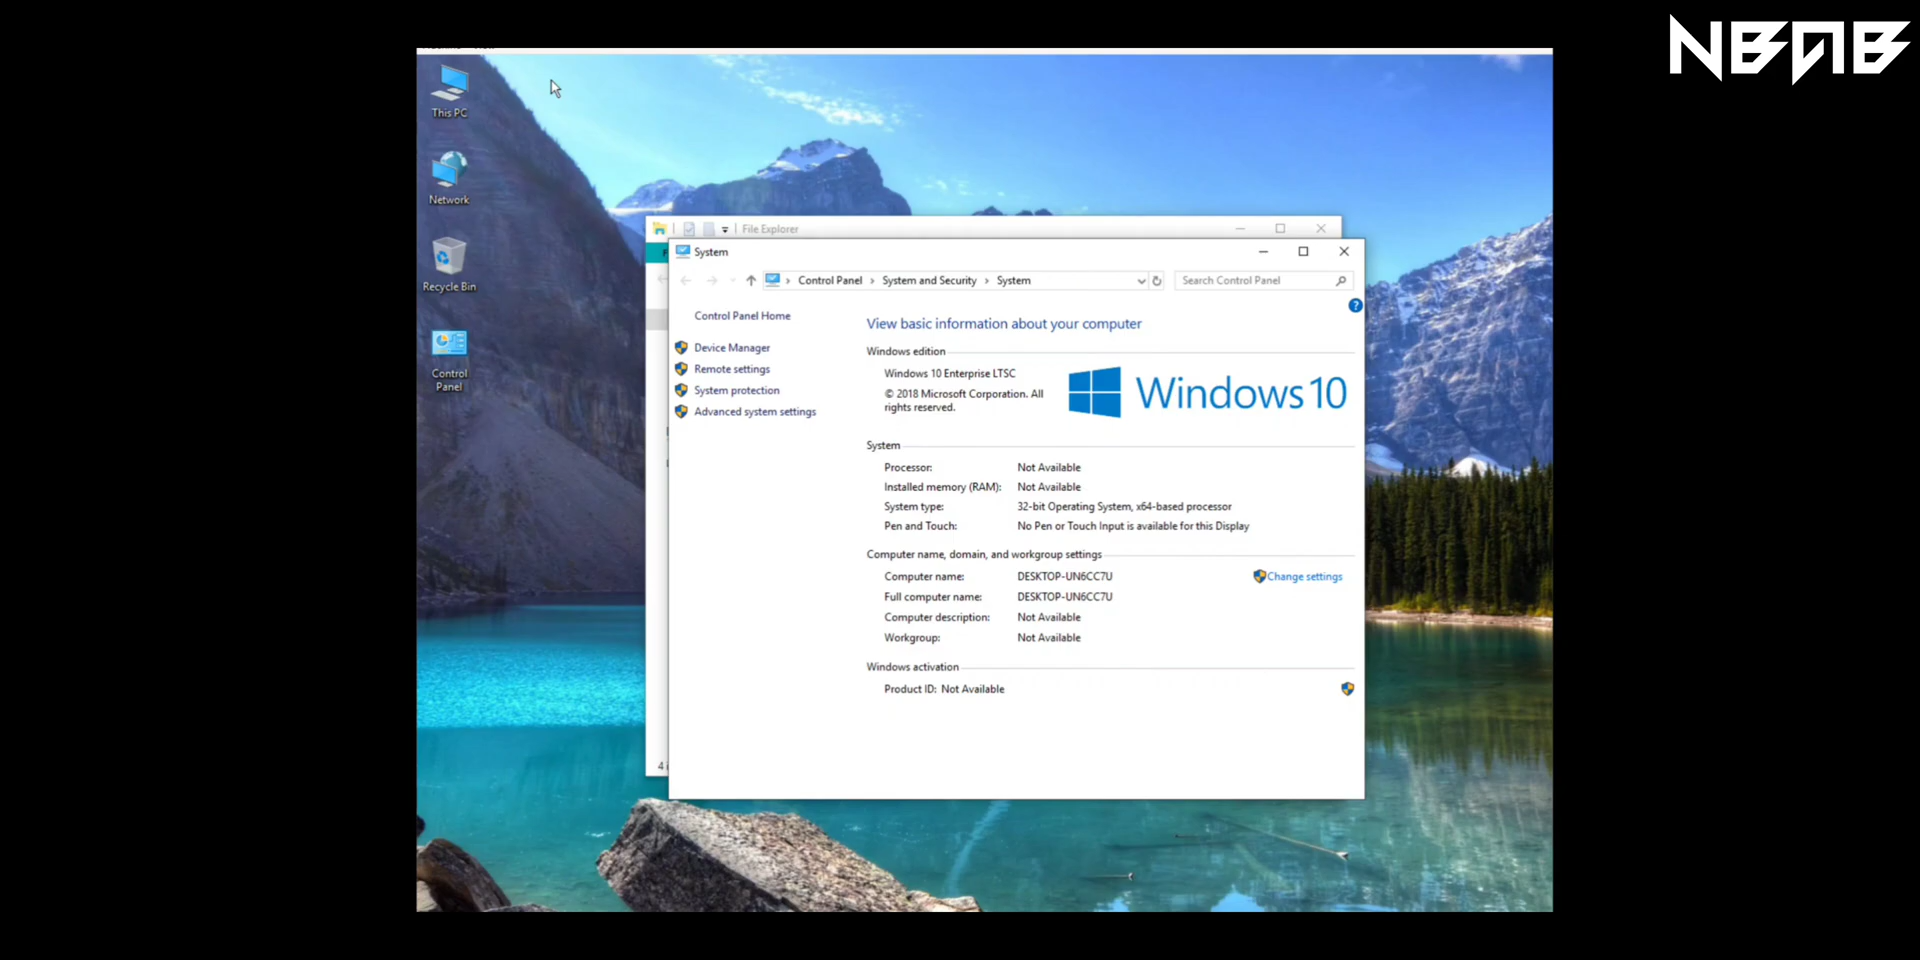 NBAB
This PC
Network
Recycle Bin
Control
Panel
File Explorer
System
Control Panel > System and Security > System
Search Control Panel
?
Control Panel Home
Device Manager
Remote settings
System protection
Advanced system settings
View basic information about your computer
Windows edition
Windows 10 Enterprise LTSC
© 2018 Microsoft Corporation. All
rights reserved.
Windows 10
System
Processor: Not Available
Installed memory (RAM): Not Available
System type: 32-bit Operating System, x64-based processor
Pen and Touch: No Pen or Touch Input is available for this Display
Computer name, domain, and workgroup settings
Computer name: DESKTOP-UN6CC7U
Change settings
Full computer name: DESKTOP-UN6CC7U
Computer description: Not Available
Workgroup: Not Available
Windows activation
Product ID: Not Available